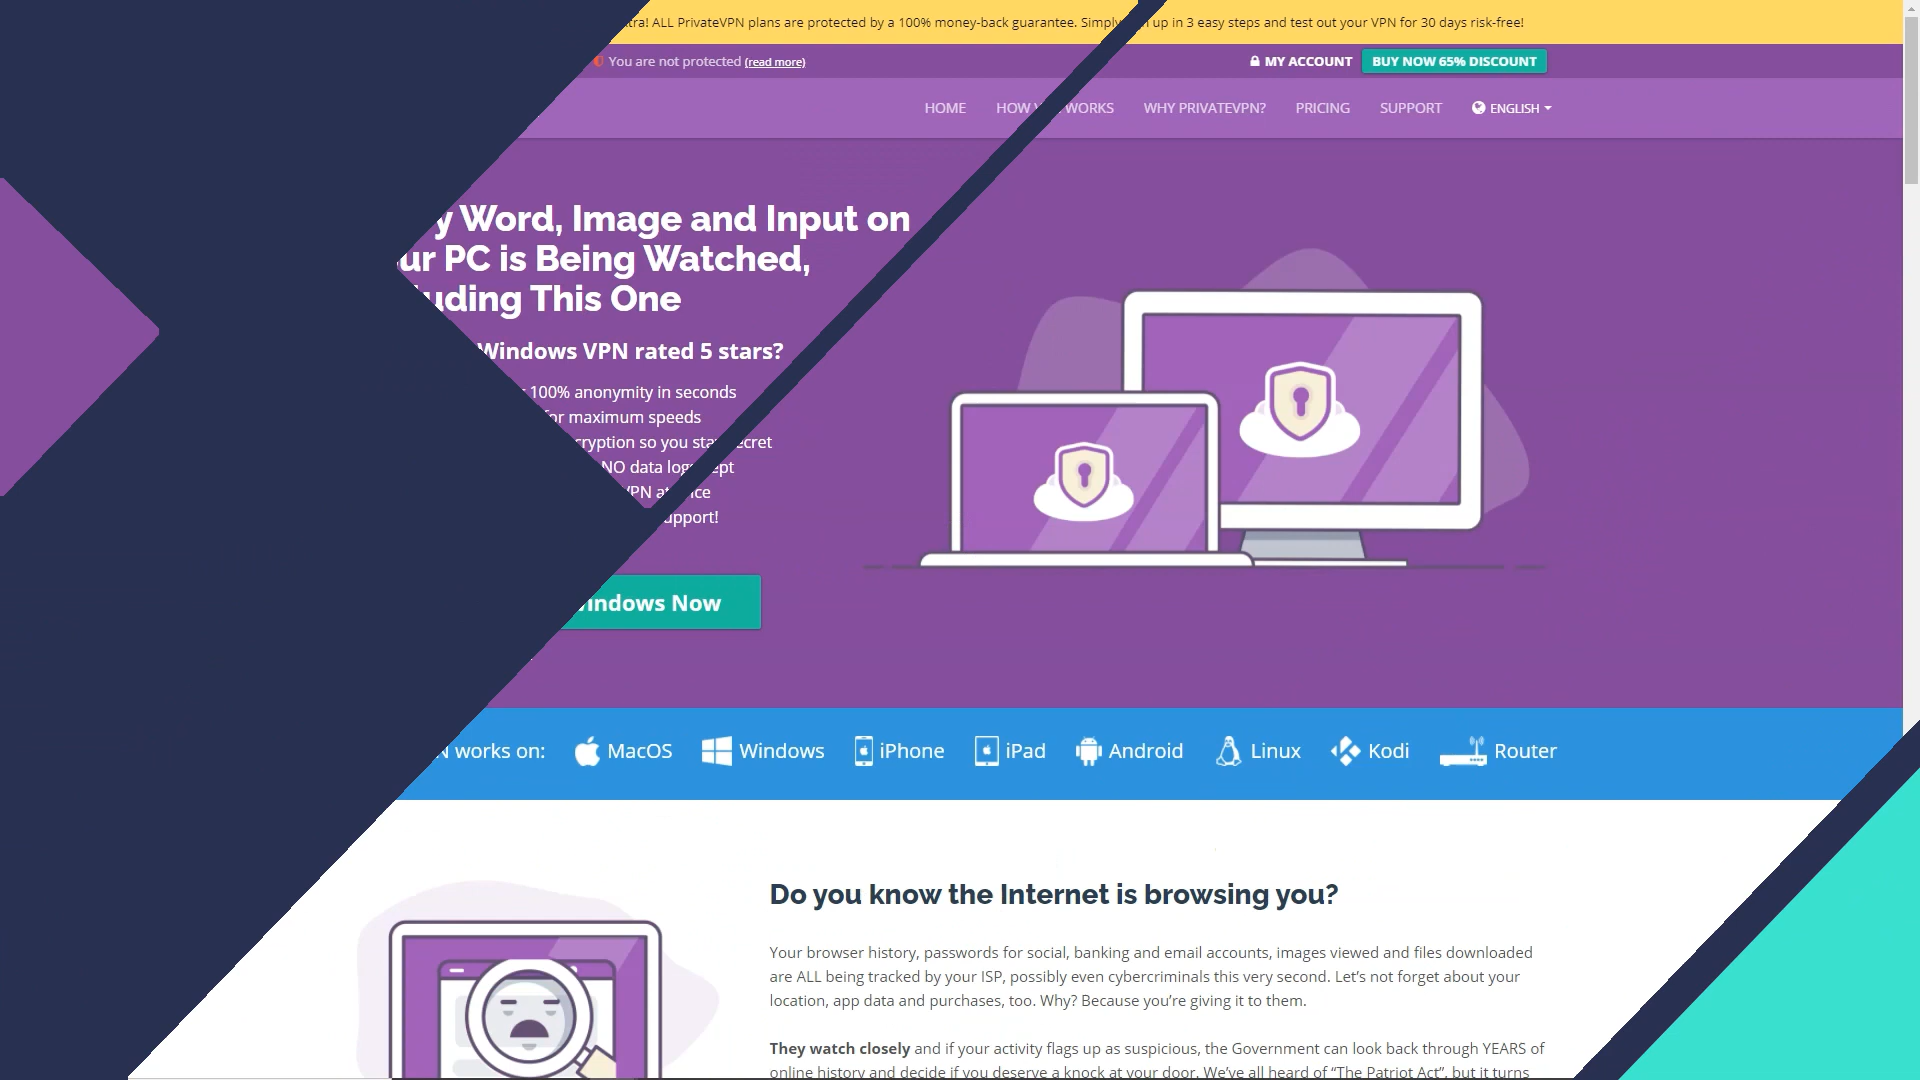 ALL PrivateVPN plans are protected by a 100% money-back guarantee. Simply up in 3 easy steps and test out your VPN for 30 days risk-free!
You are not protected (read more)
MY ACCOUNT
BUY NOW 65% DISCOUNT
HOME
HOW WORKS
WHY PRIVATEVPN?
PRICING
SUPPORT
ENGLISH
Word, Image and Input on
PC is Being Watched,
This One
Windows VPN rated 5 stars?
100% anonymity in seconds
for maximum speeds
so you
NO data
Windows Now
works on:
MacOS
Windows
iPhone
iPad
Android
Linux
Kodi
Router
Do you know the Internet is browsing you?
Your browser history, passwords for social, banking and email accounts, images viewed and files downloaded
are ALL being tracked by your ISP, possibly even cybercriminals this very second. Let's not forget about your
location, app data and purchases, too. Why? Because you're giving it to them.
They watch closely and if your activity flags up as suspicious, the Government can look back through YEARS of
online history and decide if you deserve a knock at your door. We've all heard of "The Patriot Act", but it turns